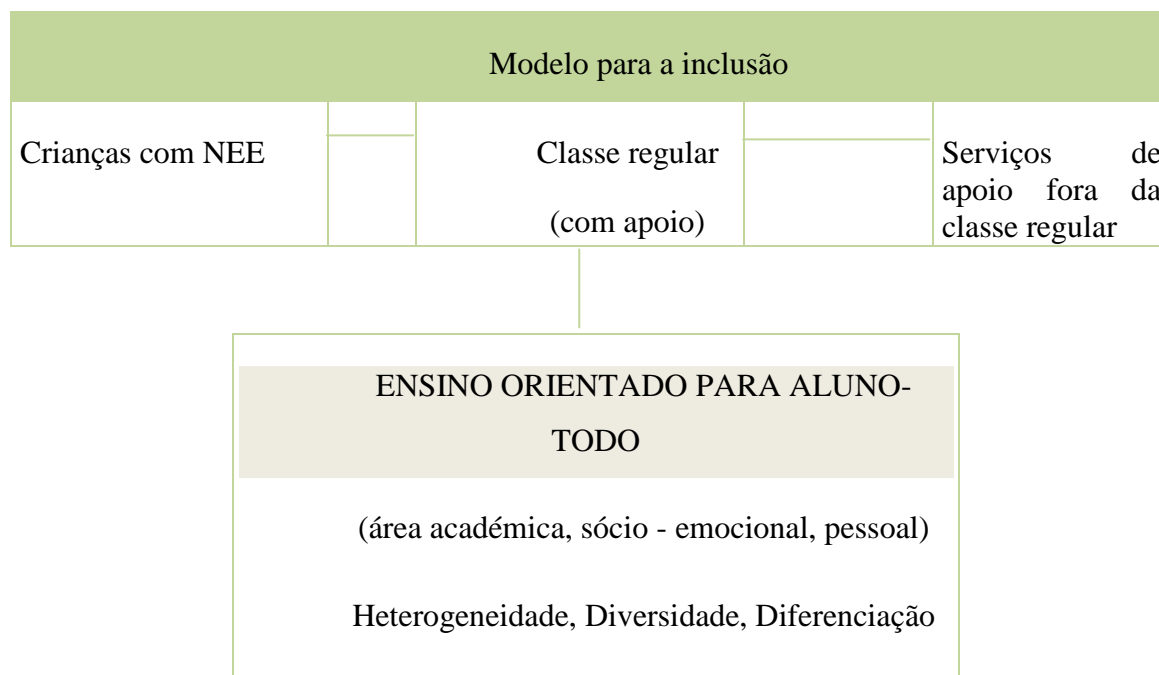 Modelo para a inclusão
Crianças com NEE
Classe regular
(com apoio)
Serviços de
apoio fora da
classe regular
ENSINO ORIENTADO PARA ALUNO-
TODO
(área académica, sócio - emocional, pessoal)
Heterogeneidade, Diversidade, Diferenciação